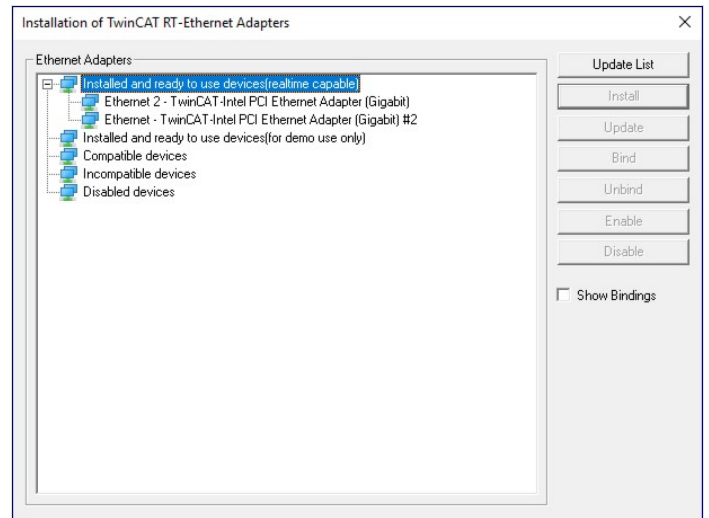 Installation of TwinCAT RT-Ethernet Adapters
Ethernet Adapters
Installed and ready to use devices(realtime capable)
Ethernet 2 - TwinCAT-Intel PCI Ethernet Adapter (Gigabit)
Ethernet - TwinCAT-Intel PCI Ethernet Adapter (Gigabit) #2
Installed and ready to use devices(for demo use only)
Compatible devices
Incompatible devices
Disabled devices
Update List
Install
Update
Bind
Unbind
Enable
Disable
Show Bindings